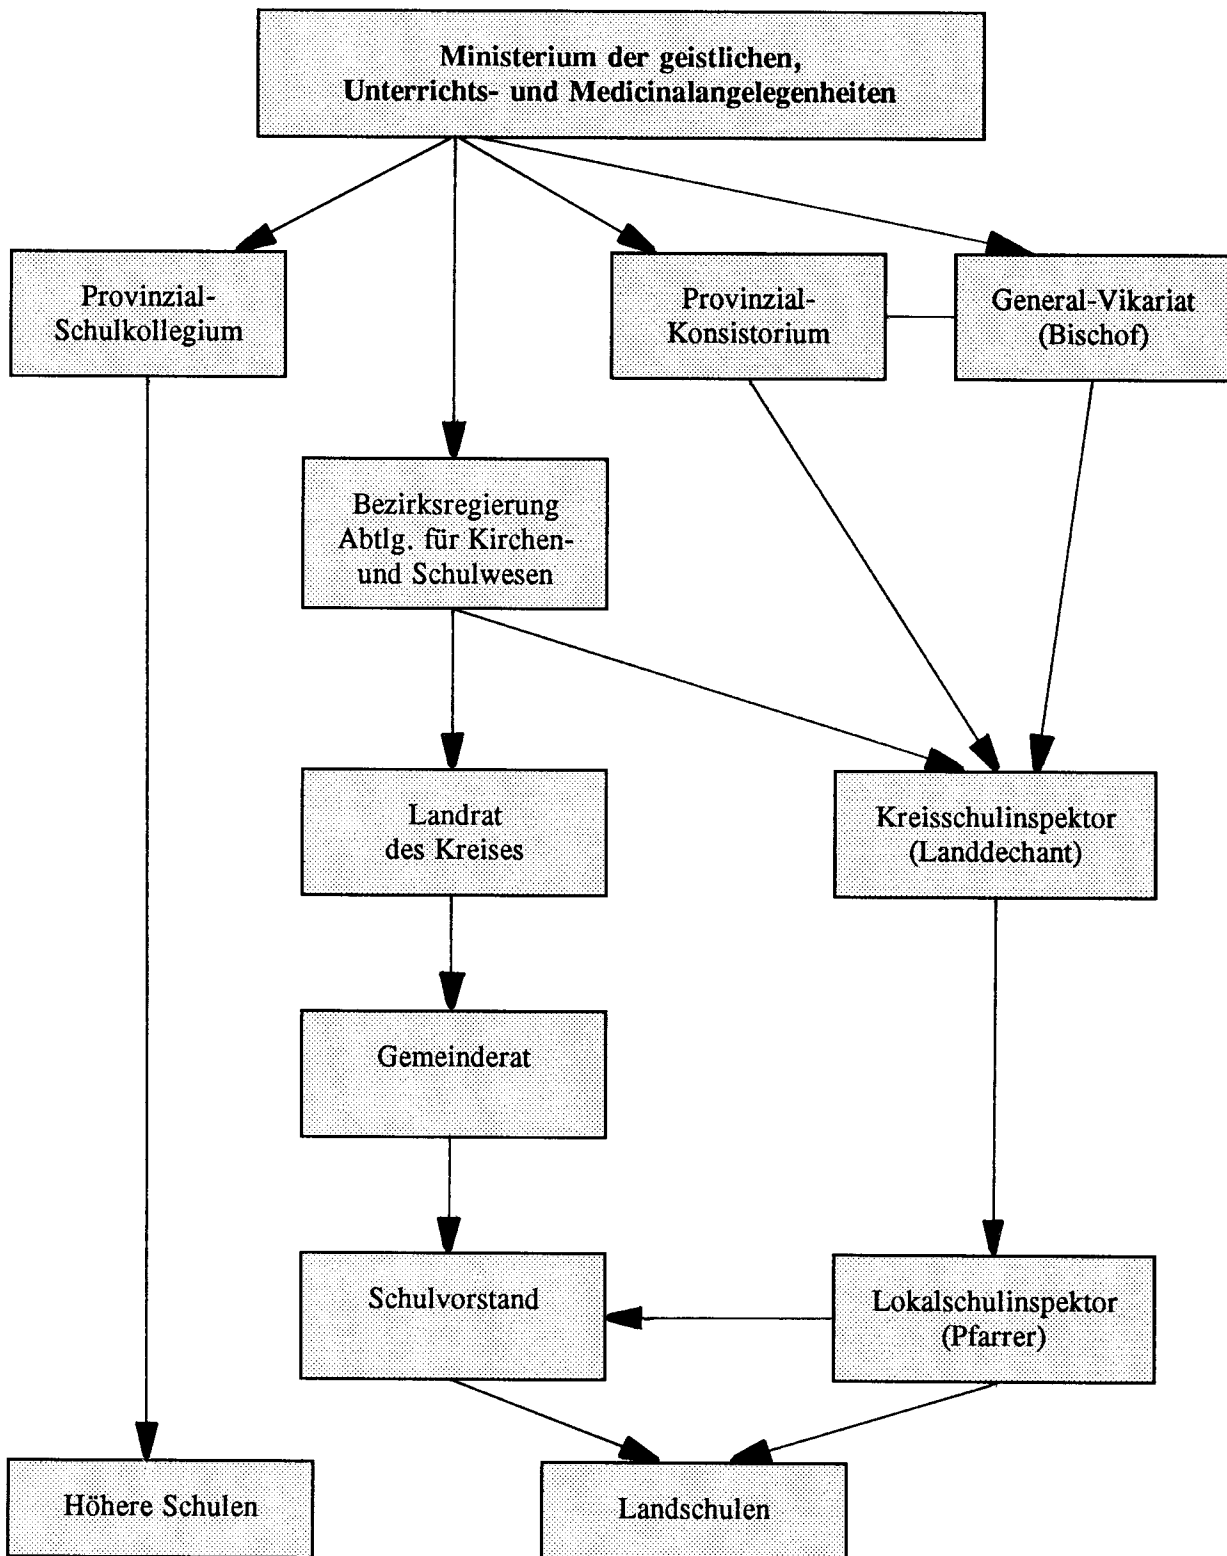 Ministerium der geistlichen,
Unterrichts- und Medicinalangelegenheiten
Provinzial-
Schulkollegium
Provinzial-
Konsistorium
General-Vikariat
(Bischof)
Bezirksregierung
Abtlg. für Kirchen-
und Schulwesen
Landrat
des Kreises
Kreisschulinspektor
(Landdechant)
Gemeinderat
Schulvorstand
Lokalschulinspektor
(Pfarrer)
Höhere Schulen
Landschulen